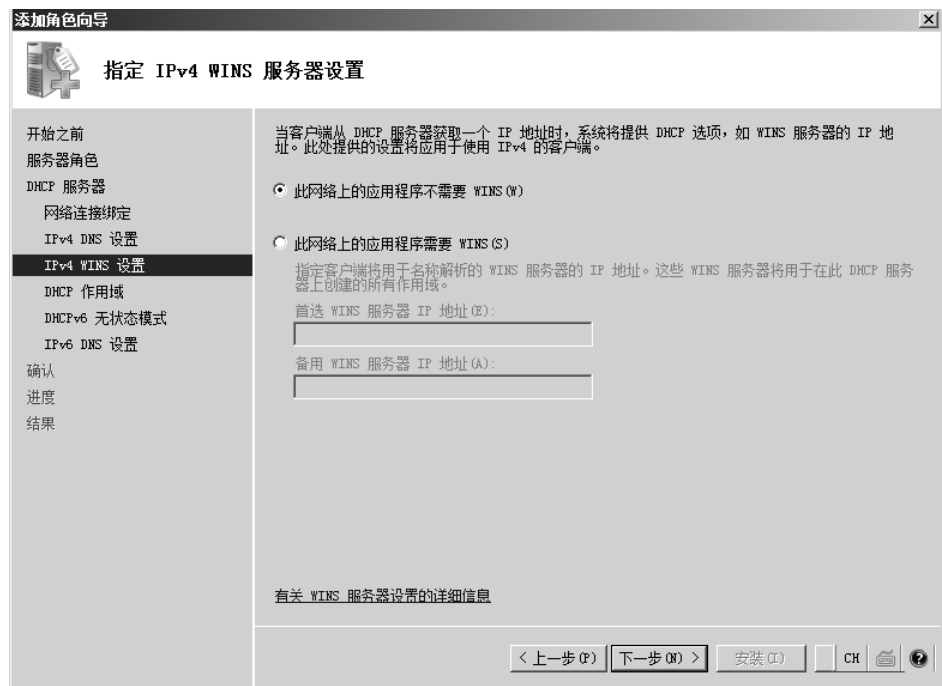 添加角色向导
指定 IPv4 WINS 服务器设置
开始之前
服务器角色
DHCP 服务器
网络连接绑定
IPv4 DNS 设置
IPv4 WINS 设置
DHCP 作用域
DHCPv6 无状态模式
IPv6 DNS 设置
确认
进度
结果
当客户端从 DHCP 服务器获取一个 IP 地址时，系统将提供 DHCP 选项，如 WINS 服务器的 IP 地
址。此处提供的设置将应用于使用 IPv4 的客户端。
此网络上的应用程序不需要 WINS(W)
此网络上的应用程序需要 WINS(S)
指定客户端将用于名称解析的 WINS 服务器的 IP 地址。这些 WINS 服务器将用于在此 DHCP 服务
器上创建的所有作用域。
首选 WINS 服务器 IP 地址(E):
备用 WINS 服务器 IP 地址(A):
有关 WINS 服务器设置的详细信息
< 上一步(P) 下一步(N) > 安装(I) CH